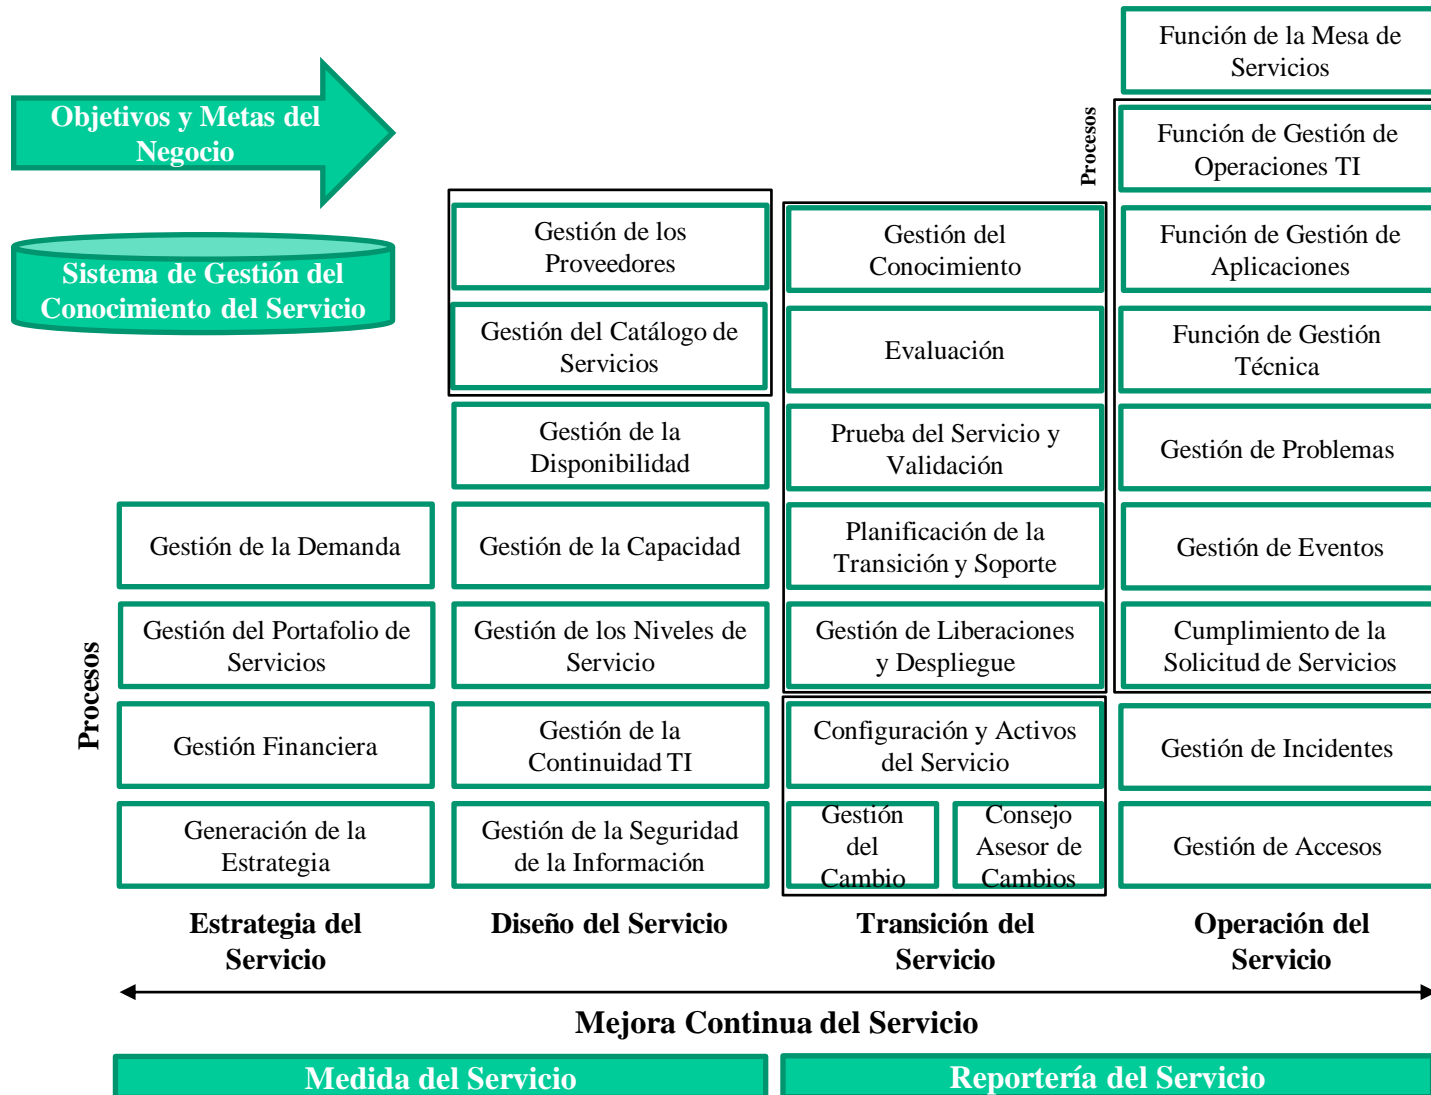 Objetivos y Metas del
Negocio
Sistema de Gestión del
Conocimiento del Servicio
Procesos
Gestión de la Demanda
Gestión del Portafolio de
Servicios
Gestión Financiera
Generación de la
Estrategia
Estrategia del
Servicio
Gestión de los
Proveedores
Gestión del Catálogo de
Servicios
Gestión de la
Disponibilidad
Gestión de la Capacidad
Gestión de los Niveles de
Servicio
Gestión de la
Continuidad TI
Gestión de la Seguridad
de la Información
Diseño del Servicio
Gestión del
Conocimiento
Evaluación
Prueba del Servicio y
Validación
Planificación de la
Transición y Soporte
Gestión de Liberaciones
y Despliegue
Configuración y Activos
del Servicio
Gestión
del
Cambio
Consejo
Asesor de
Cambios
Transición del
Servicio
Procesos
Función de la Mesa de
Servicios
Función de Gestión de
Operaciones TI
Función de Gestión de
Aplicaciones
Función de Gestión
Técnica
Gestión de Problemas
Gestión de Eventos
Cumplimiento de la
Solicitud de Servicios
Gestión de Incidentes
Gestión de Accesos
Operación del
Servicio
Mejora Continua del Servicio
Medida del Servicio
Reportería del Servicio